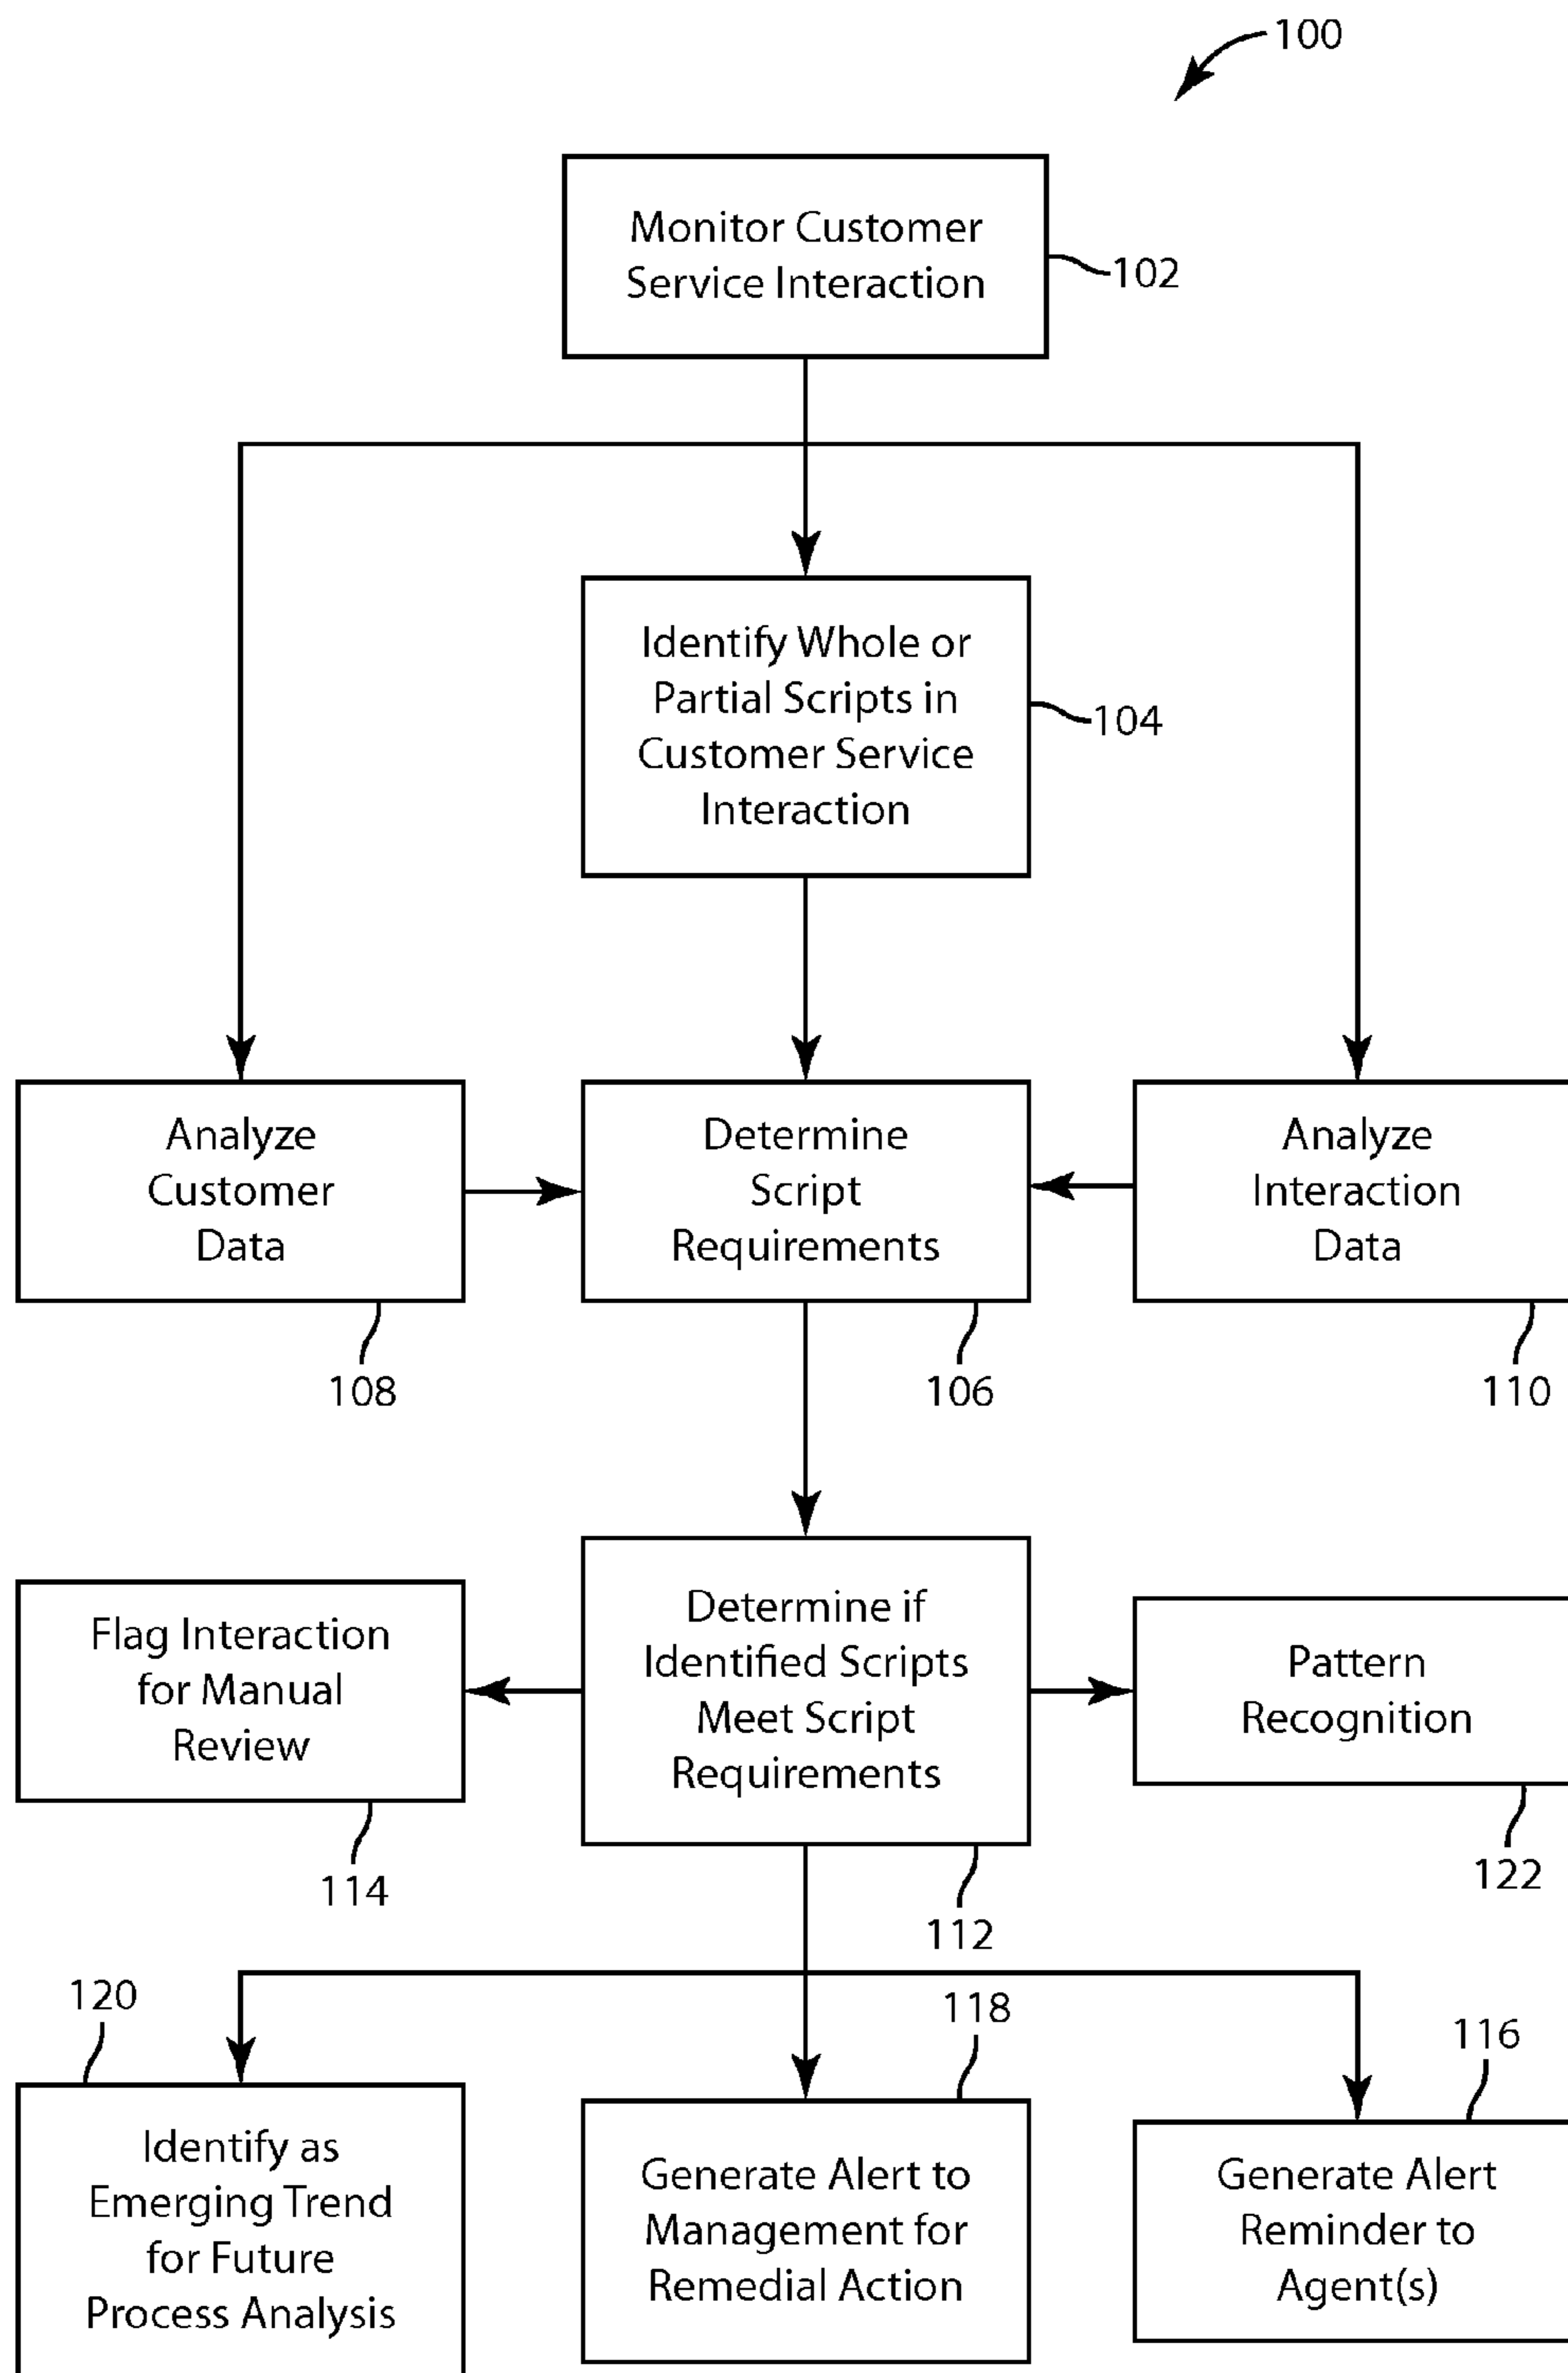 100
Monitor Customer
Service Interaction
102
Identify Whole or
Partial Scripts in
Customer Service
Interaction
104
Analyze
Customer
Data
108
Determine
Script
Requirements
106
Analyze
Interaction
Data
110
Flag Interaction
for Manual
Review
114
Determine if
Identified Scripts
Meet Script
Requirements
112
Pattern
Recognition
122
120
Identify as
Emerging Trend
for Future
Process Analysis
118
Generate Alert to
Management for
Remedial Action
116
Generate Alert
Reminder to
Agent(s)